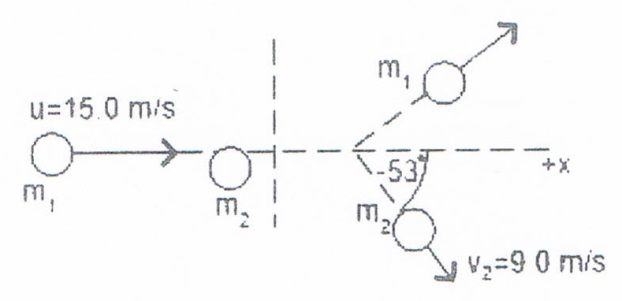 u=15.0 m/s
m₁
m₂
m₁
-53°
+x
m₂
v₂=9.0 m/s